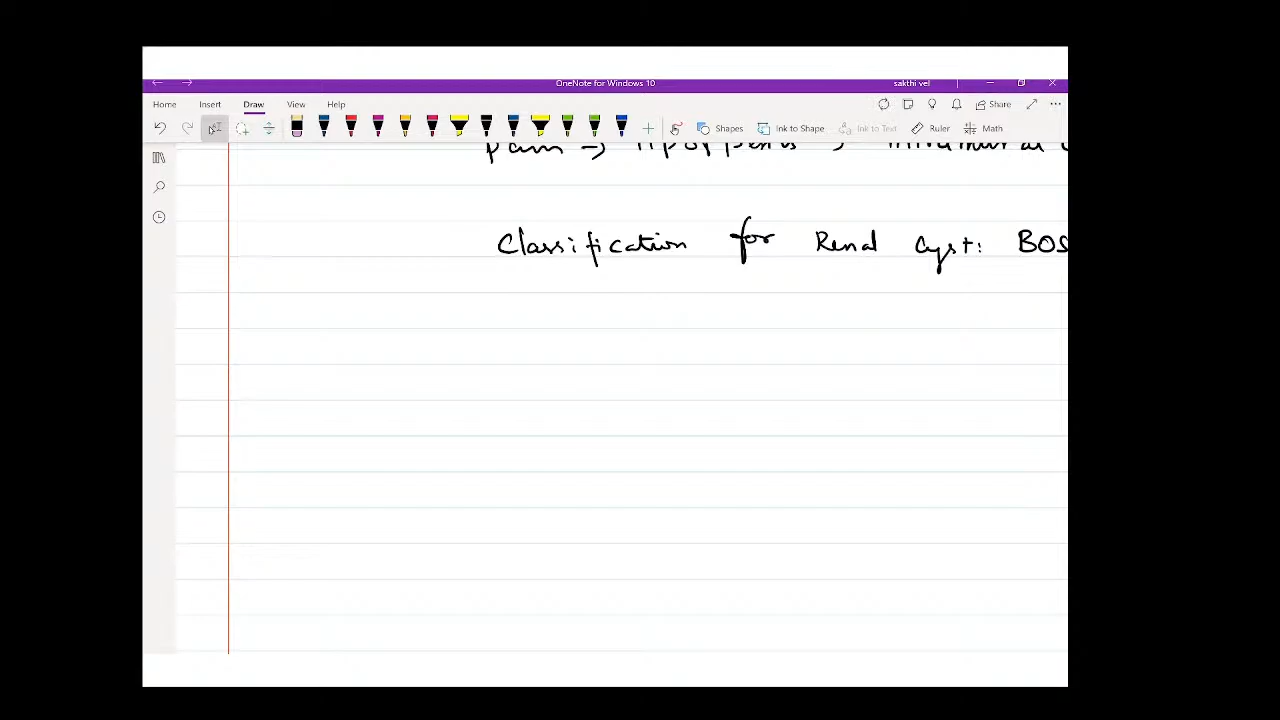 OneNote for Windows 10
sakthi vel
Home Insert Draw View Help
Share
Shapes Ink to Shape Ink to Text Ruler Math
pain →
Classification for Renal cyst: BOS